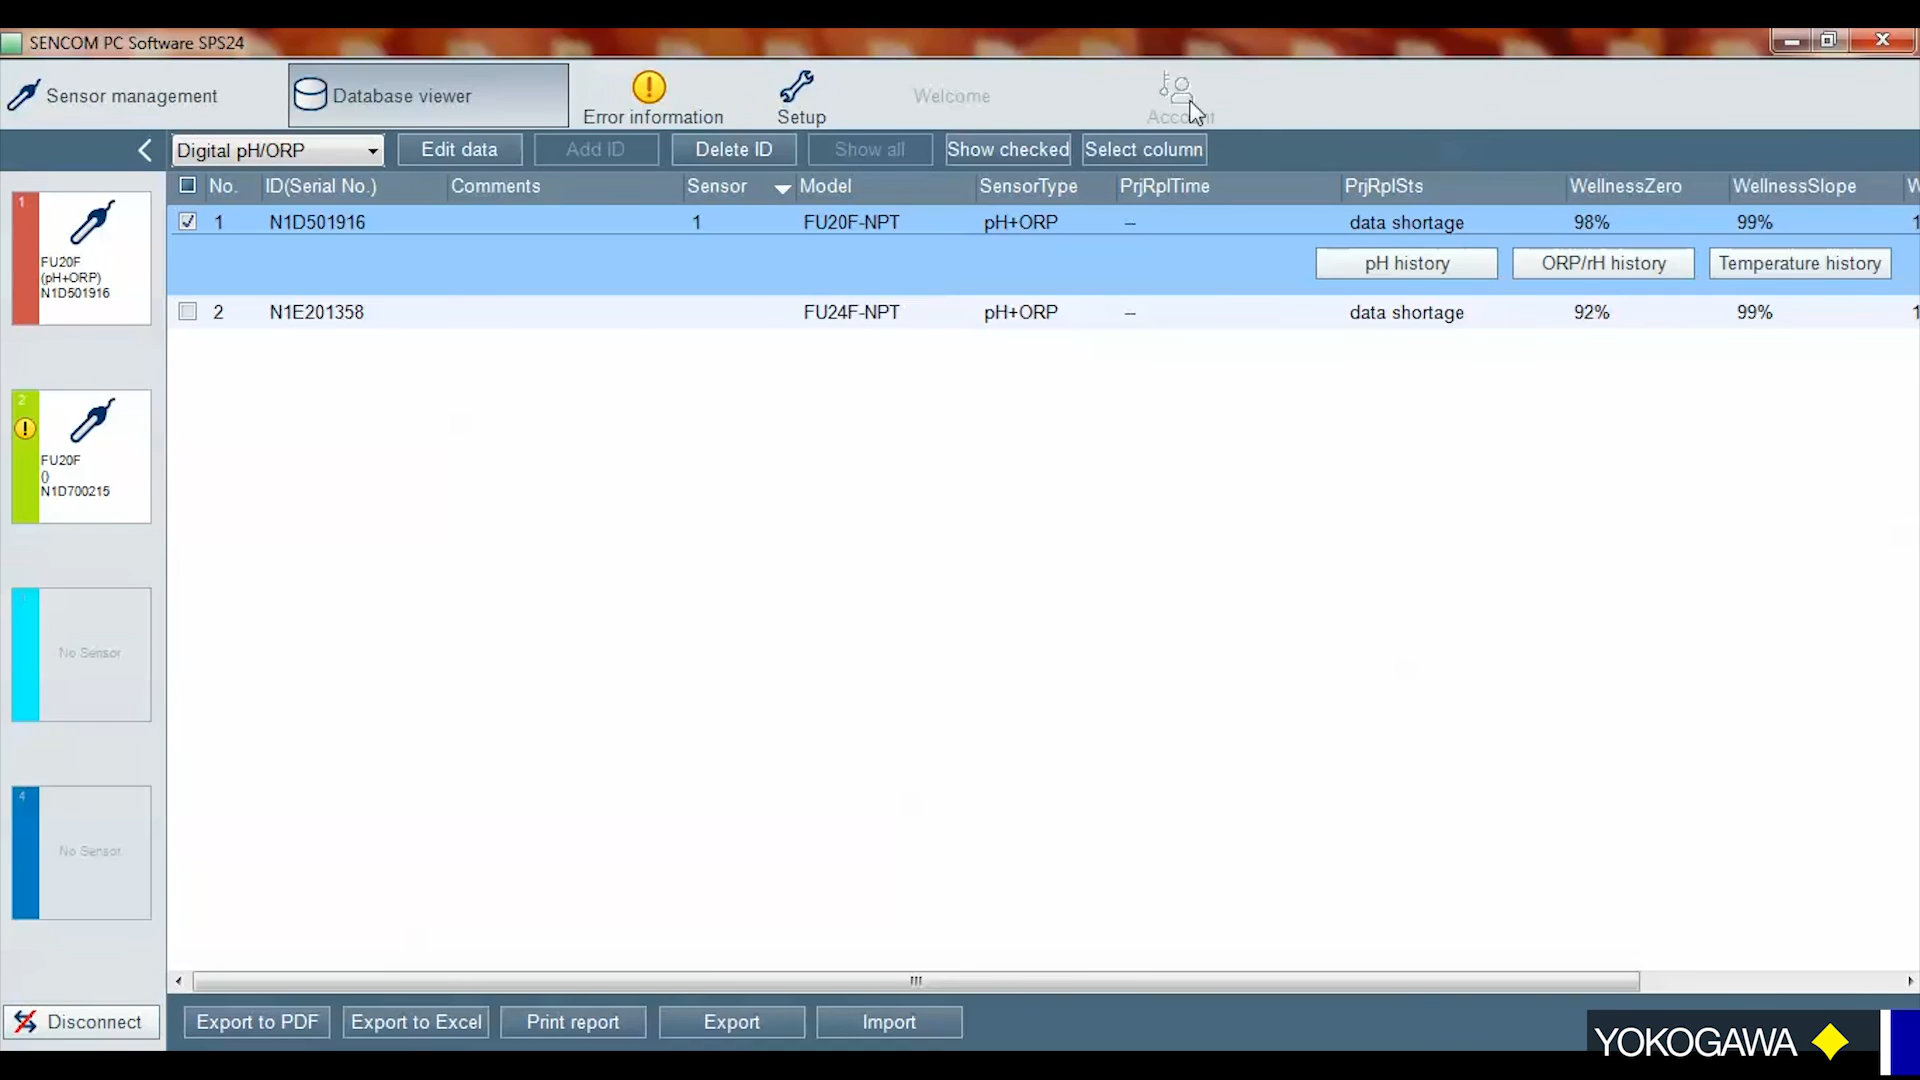 SENCOM PC Software SPS24
Sensor management
Database viewer
Error information
Setup
Welcome
Account
Digital pH/ORP
Edit data
Add ID
Delete ID
Show all
Show checked
Select column
No.
ID(Serial No.)
Comments
Sensor
Model
SensorType
PrjRplTime
PrjRplSts
WellnessZero
WellnessSlope
W
1 N1D501916 1 FU20F-NPT pH+ORP – data shortage 98% 99% 1
pH history
ORP/rH history
Temperature history
2 N1E201358 FU24F-NPT pH+ORP – data shortage 92% 99% 1
1
FU20F
(pH+ORP)
N1D501916
2
FU20F
()
N1D700215
No Sensor
4
No Sensor
Disconnect
Export to PDF
Export to Excel
Print report
Export
Import
YOKOGAWA